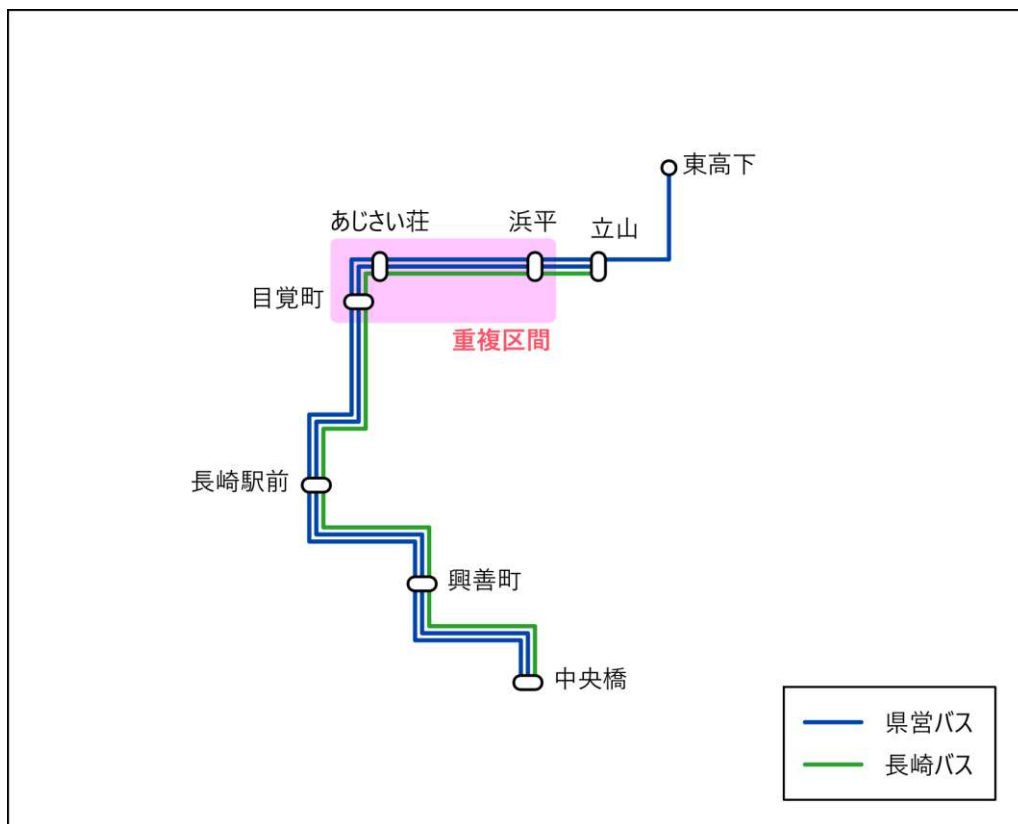 東高下
あじさい荘
浜平
立山
目覚町
重複区間
長崎駅前
興善町
中央橋
県営バス
長崎バス